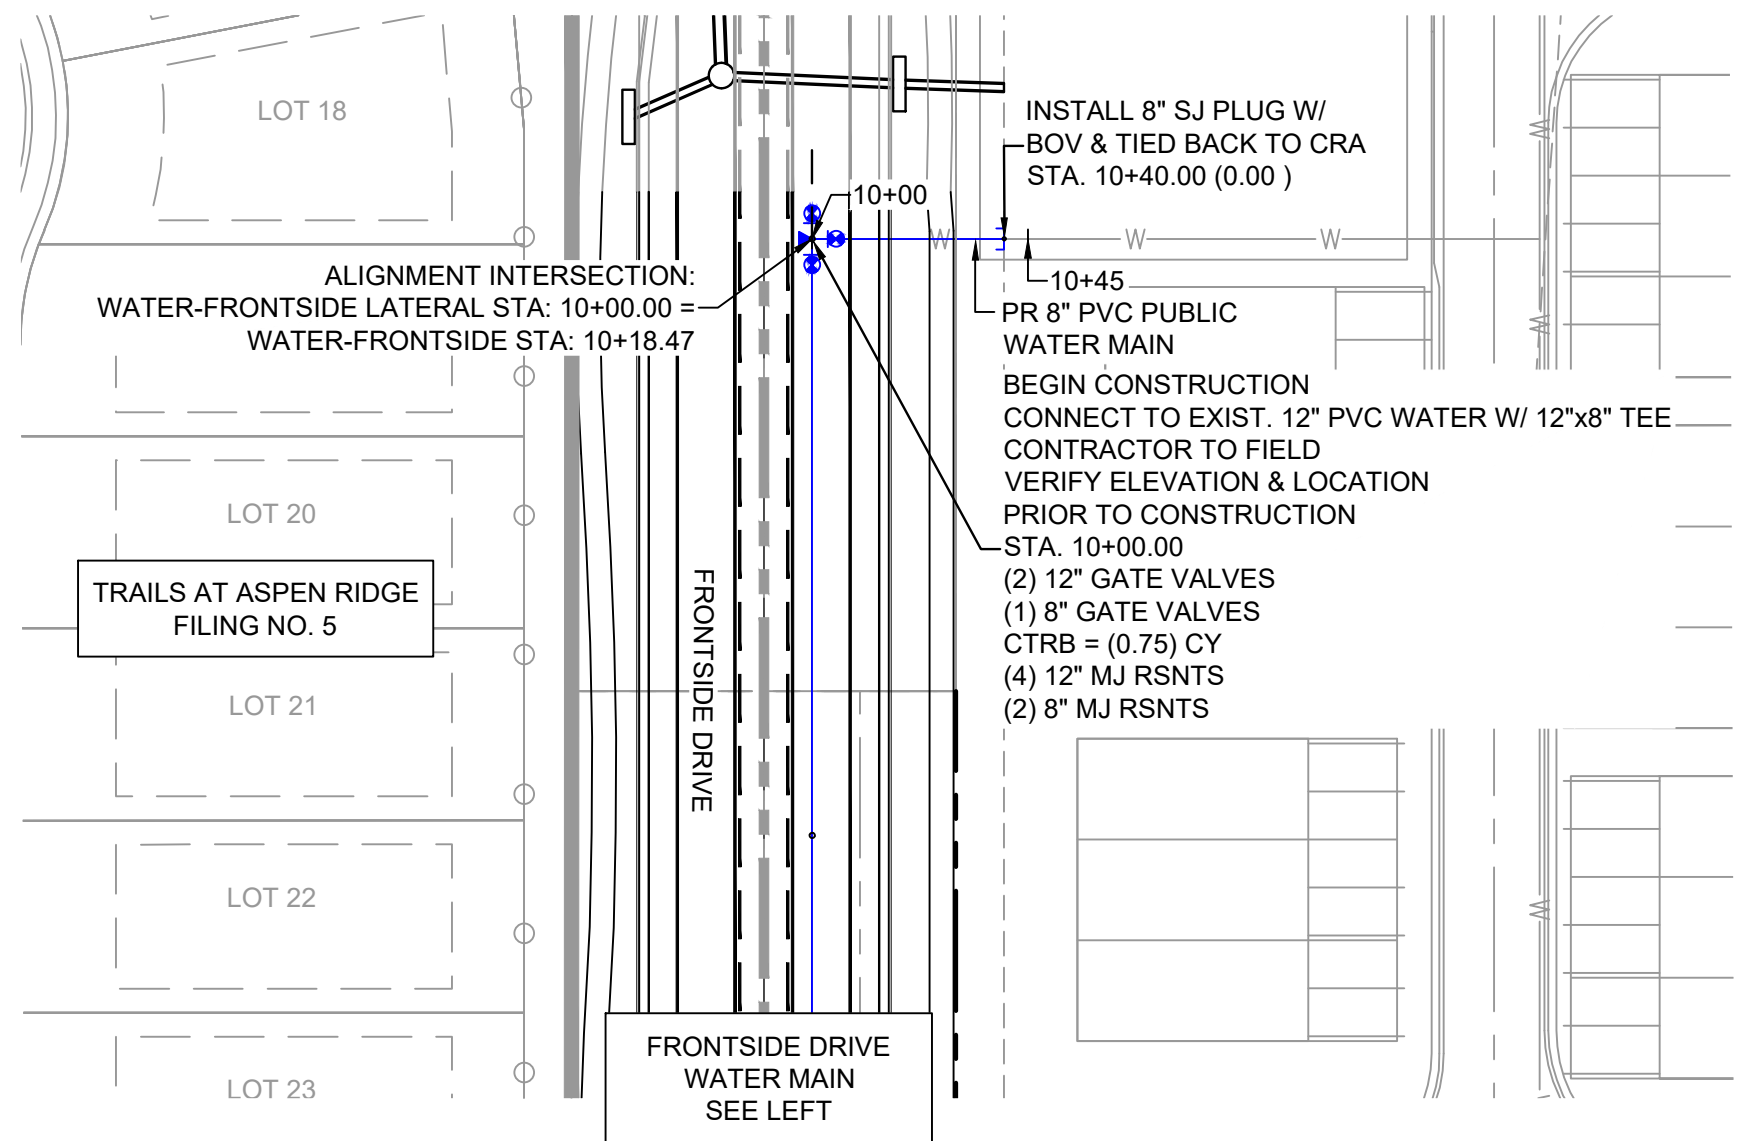 LOT 18
INSTALL 8" SJ PLUG W/
BOV & TIED BACK TO CRA
STA. 10+40.00 (0.00 )
10+00
W
W
W
10+45
ALIGNMENT INTERSECTION:
WATER-FRONTSIDE LATERAL STA: 10+00.00 =
WATER-FRONTSIDE STA: 10+18.47
PR 8" PVC PUBLIC
WATER MAIN
BEGIN CONSTRUCTION
CONNECT TO EXIST. 12" PVC WATER W/ 12"x8" TEE
CONTRACTOR TO FIELD
VERIFY ELEVATION & LOCATION
PRIOR TO CONSTRUCTION
STA. 10+00.00
(2) 12" GATE VALVES
(1) 8" GATE VALVES
CTRB = (0.75) CY
(4) 12" MJ RSNTS
(2) 8" MJ RSNTS
LOT 20
TRAILS AT ASPEN RIDGE
FILING NO. 5
FRONTSIDE DRIVE
LOT 21
LOT 22
LOT 23
W
W
W
FRONTSIDE DRIVE
WATER MAIN
SEE LEFT